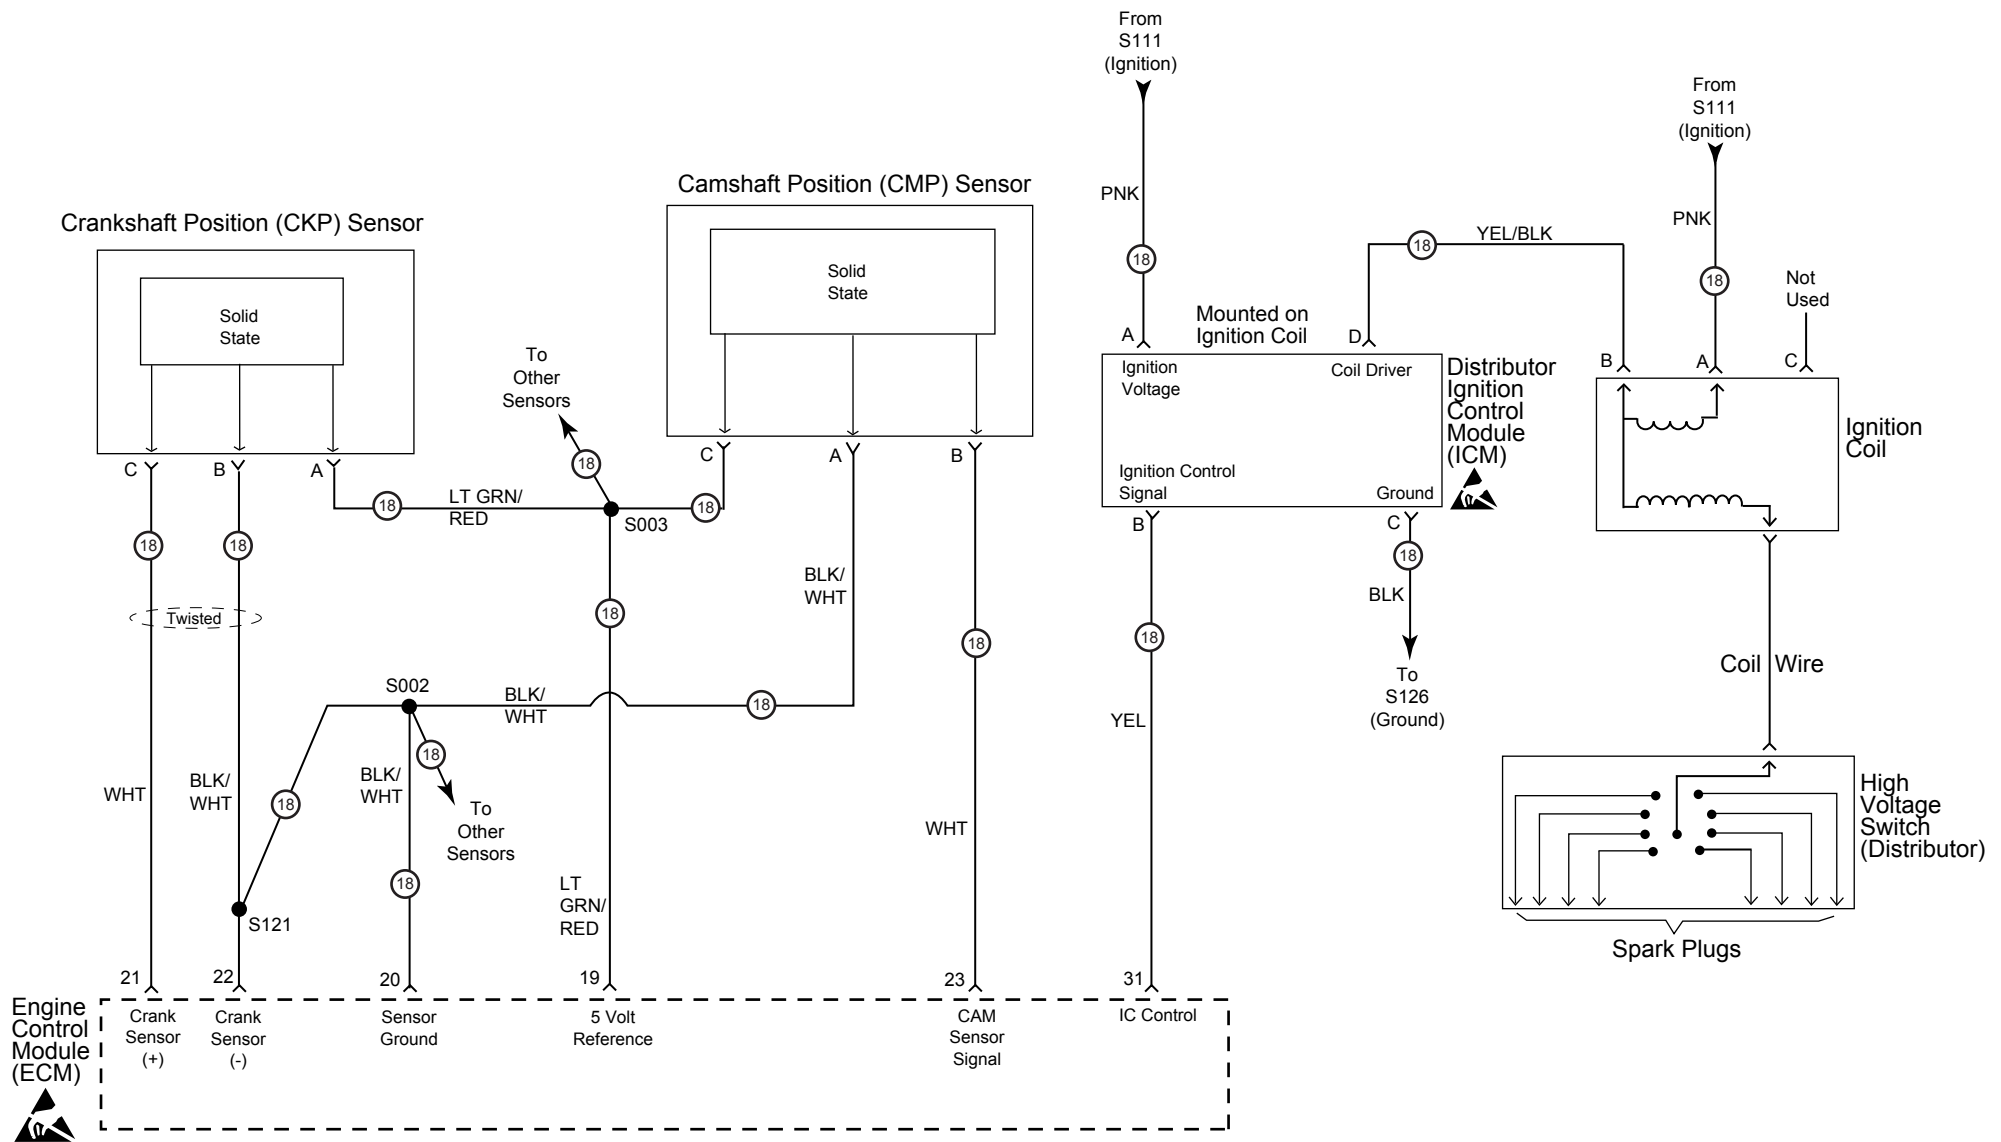 From
S111
(Ignition)
From
S111
(Ignition)
PNK
18
PNK
18
Not
Used
YEL/BLK
18
Camshaft Position (CMP) Sensor
Solid
State
Crankshaft Position (CKP) Sensor
Solid
State
To
Other
Sensors
18
C
B
A
C
A
B
18
LT GRN/
RED
S003
18
18
18
Twisted
WHT
BLK/
WHT
18
S002
BLK/
WHT
18
BLK/
WHT
18
BLK/
WHT
18
To
Other
Sensors
18
S121
LT
GRN/
RED
18
WHT
A
Mounted on
Ignition Coil
D
Ignition
Voltage
Coil Driver
Ignition Control
Signal
Ground
Distributor
Ignition
Control
Module
(ICM)
B
C
18
YEL
18
BLK
To
S126
(Ground)
B
A
C
Ignition
Coil
Coil Wire
High
Voltage
Switch
(Distributor)
Spark Plugs
21
22
20
19
23
31
Engine
Control
Module
(ECM)
Crank
Sensor
(+)
Crank
Sensor
(-)
Sensor
Ground
5 Volt
Reference
CAM
Sensor
Signal
IC Control